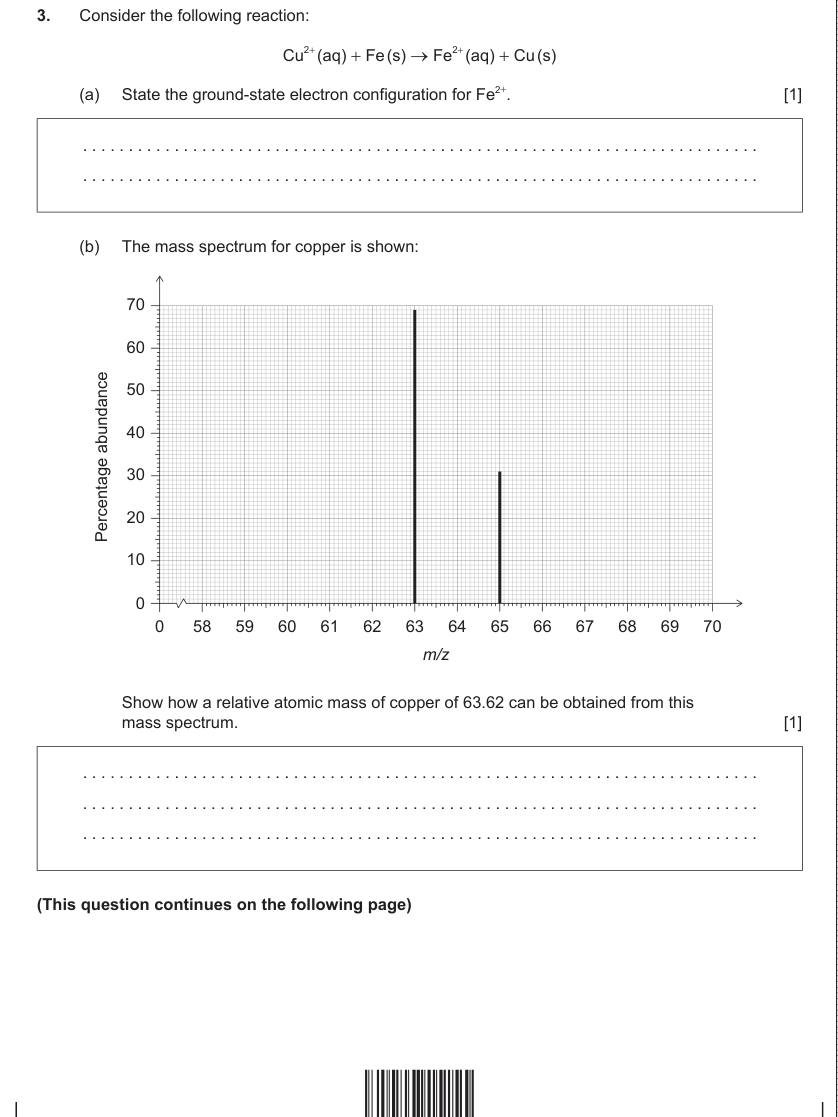 3. Consider the following reaction:
Cu²⁺ (aq) + Fe (s) → Fe²⁺ (aq) + Cu (s)
(a) State the ground-state electron configuration for Fe²⁺. [1]
(b) The mass spectrum for copper is shown:
70
60
50
40
30
20
10
0
Percentage abundance
0 58 59 60 61 62 63 64 65 66 67 68 69 70
m/z
Show how a relative atomic mass of copper of 63.62 can be obtained from this
mass spectrum. [1]
(This question continues on the following page)